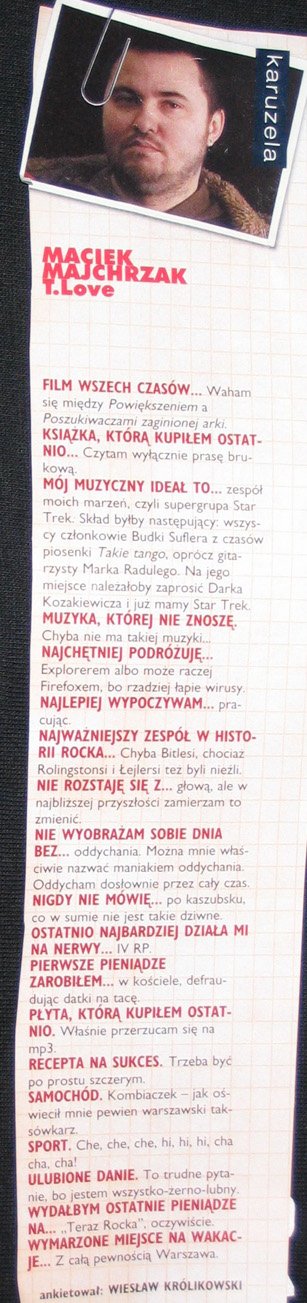 karuzela
MACIEK
MAJCHRZAK
T.Love
FILM WSZECH CZASÓW... Waham
się między Powiększeniem a
Poszukiwaczami zaginionej arki.
KSIĄŻKA, KTÓRĄ KUPIŁEM OSTAT-
NIO... Czytam wyłącznie prasę bru-
kową.
MÓJ MUZYCZNY IDEAŁ TO... zespół
moich marzeń, czyli supergrupa Star
Trek. Skład byłby następujący: wszys-
cy członkowie Budki Suflera z czasów
piosenki Takie tango, oprócz gita-
rzysty Marka Radulego. Na jego
miejsce należałoby zaprosić Darka
Kozakiewicza i już mamy Star Trek.
MUZYKA, KTÓREJ NIE ZNOSZĘ.
Chyba nie ma takiej muzyki...
NAJCHĘTNIEJ PODRÓŻUJĘ...
Explorerem albo może raczej
Firefoxem, bo rzadziej łapie wirusy.
NAJLEPIEJ WYPOCZYWAM... pra-
cując.
NAJWAŻNIEJSZY ZESPÓŁ W HISTO-
RII ROCKA... Chyba Bitlesi, chociaż
Rolingstonsi i Łejlersi też byli nieźli.
NIE ROZSTAJĘ SIĘ Z... głową, ale w
najbliższej przyszłości zamierzam to
zmienić.
NIE WYOBRAŻAM SOBIE DNIA
BEZ... oddychania. Można mnie właś-
ciwie nazwać maniakiem oddychania.
Oddycham dosłownie przez cały czas.
NIGDY NIE MÓWIĘ... po kaszubsku,
co w sumie nie jest takie dziwne.
OSTATNIO NAJBARDZIEJ DZIAŁA MI
NA NERWY... IV RP.
PIERWSZE PIENIĄDZE
ZAROBIŁEM... w kościele, defrau-
dując datki na tacę.
PŁYTA, KTÓRĄ KUPIŁEM OSTAT-
NIO. Właśnie przerzucam się na
mp3.
RECEPTA NA SUKCES. Trzeba być
po prostu szczerym.
SAMOCHÓD. Kombiaczek – jak oś-
wiecił mnie pewien warszawski tak-
sówkarz.
SPORT. Che, che, che, hi, hi, hi, cha
cha, cha!
ULUBIONE DANIE. To trudne pyta-
nie, bo jestem wszystko-żerno-lubny.
WYDAŁBYM OSTATNIE PIENIĄDZE
NA... „Teraz Rocka”, oczywiście.
WYMARZONE MIEJSCE NA WAKAC-
JE... Z całą pewnością Warszawa.
ankietował: WIESŁAW KRÓLIKOWSKI